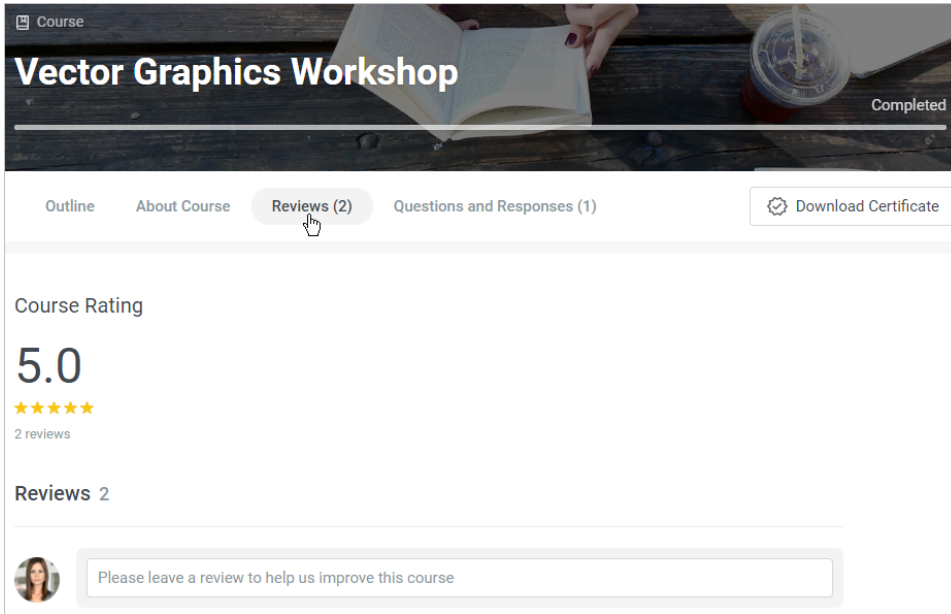 Course
Vector Graphics Workshop
Completed
Outline About Course Reviews (2) Questions and Responses (1) Download Certificate
Course Rating
5.0
2 reviews
Reviews 2
Please leave a review to help us improve this course